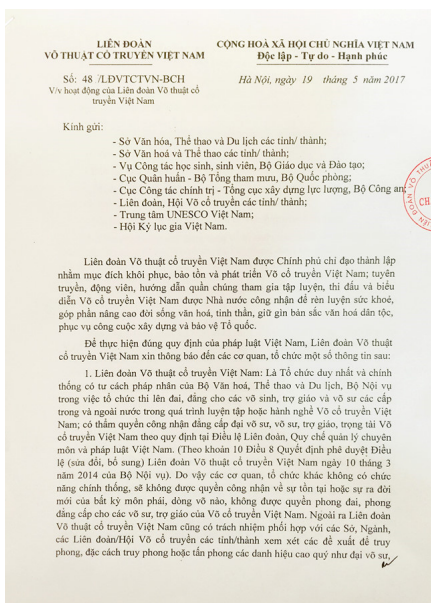 LIÊN ĐOÀN
VÕ THUẬT CỔ TRUYỀN VIỆT NAM
CỘNG HOÀ XÃ HỘI CHỦ NGHĨA VIỆT NAM
Độc lập - Tự do - Hạnh phúc
Số: 48 /LĐVTCTVN-BCH
V/v hoạt động của Liên đoàn Võ thuật cổ
truyền Việt Nam
Hà Nội, ngày 19 tháng 5 năm 2017
Kính gửi:
- Sở Văn hóa, Thể thao và Du lịch các tỉnh/ thành;
- Sở Văn hoá và Thể thao các tỉnh/ thành;
- Vụ Công tác học sinh, sinh viên, Bộ Giáo dục và Đào tạo;
- Cục Quân huấn - Bộ Tổng tham mưu, Bộ Quốc phòng;
- Cục Công tác chính trị - Tổng cục xây dựng lực lượng, Bộ Công an;
- Liên đoàn, Hội Võ cổ truyền các tỉnh/ thành;
- Trung tâm UNESCO Việt Nam;
- Hội Kỷ lục gia Việt Nam.
Liên đoàn Võ thuật cổ truyền Việt Nam được Chính phủ chỉ đạo thành lập
nhằm mục đích khôi phục, bảo tồn và phát triển Võ cổ truyền Việt Nam; tuyên
truyền, động viên, hướng dẫn quần chúng tham gia tập luyện, thi đấu và biểu
diễn Võ cổ truyền Việt Nam được Nhà nước công nhận để rèn luyện sức khoẻ,
góp phần nâng cao đời sống văn hoá, tinh thần, giữ gìn bản sắc văn hoá dân tộc,
phục vụ công cuộc xây dựng và bảo vệ Tổ quốc.
Để thực hiện đúng quy định của pháp luật Việt Nam, Liên đoàn Võ thuật
cổ truyền Việt Nam xin thông báo đến các cơ quan, tổ chức một số thông tin sau:
1. Liên đoàn Võ thuật cổ truyền Việt Nam: Là Tổ chức duy nhất và chính
thống có tư cách pháp nhân của Bộ Văn hoá, Thể thao và Du lịch, Bộ Nội vụ
trong việc tổ chức thi lên đai, đẳng cho các võ sinh, trợ giáo và võ sư các cấp
trong và ngoài nước trong quá trình luyện tập hoặc hành nghề Võ cổ truyền Việt
Nam; có thẩm quyền công nhận đẳng cấp đại võ sư, võ sư, trợ giáo, trọng tài Võ
cổ truyền Việt Nam theo quy định tại Điều lệ Liên đoàn, Quy chế quản lý chuyên
môn và pháp luật Việt Nam. (Theo khoản 10 Điều 8 Quyết định phê duyệt Điều
lệ (sửa đổi, bổ sung) Liên đoàn Võ thuật cổ truyền Việt Nam ngày 10 tháng 3
năm 2014 của Bộ Nội vụ). Do vậy các cơ quan, tổ chức khác không có chức
năng chính thống, sẽ không được quyền công nhận về sự tồn tại hoặc sự ra đời
mới của bất kỳ môn phái, dòng võ nào, không được quyền phong đai, phong
đẳng cấp cho các võ sư, trợ giáo của Võ cổ truyền Việt Nam. Ngoài ra Liên đoàn
Võ thuật cổ truyền Việt Nam cũng có trách nhiệm phối hợp với các Sở, Ngành,
các Liên đoàn/Hội Võ cổ truyền các tỉnh/thành xem xét các đề xuất để truy
phong, đặc cách truy phong hoặc tấn phong các danh hiệu cao quý như đại võ sư,